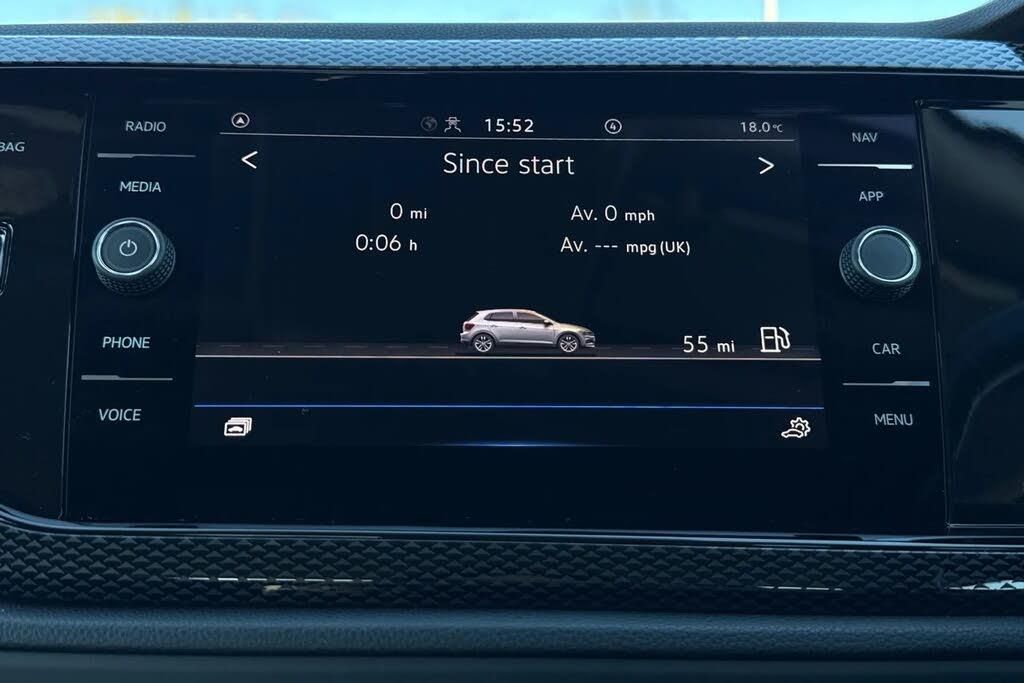 BAG
RADIO
MEDIA
PHONE
VOICE
15:52
4
18.0°C
< Since start >
0 mi
Av. 0 mph
0:06 h
Av. --- mpg (UK)
55 mi
NAV
APP
CAR
MENU